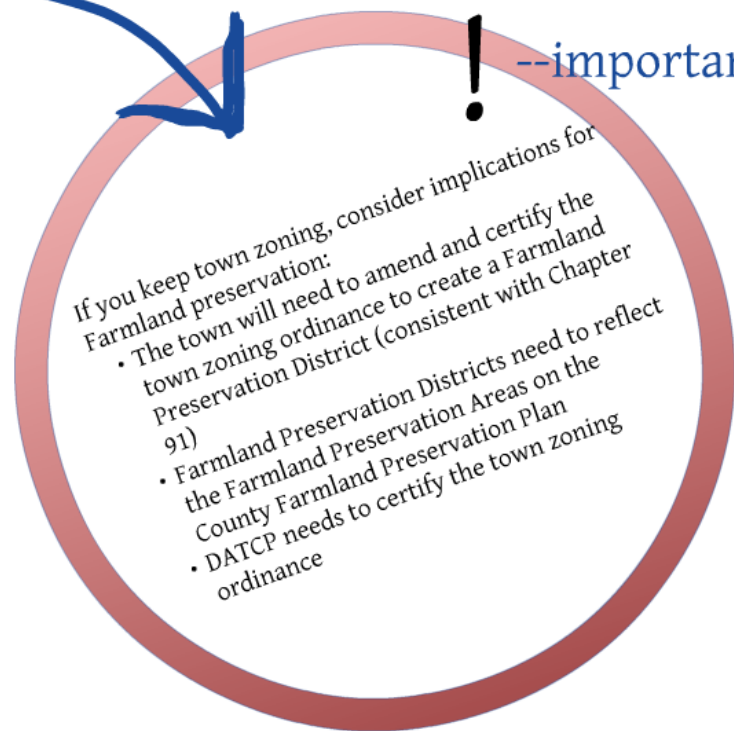 !
--importan
If you keep town zoning, consider implications for
Farmland preservation:
• The town will need to amend and certify the
town zoning ordinance to create a Farmland
Preservation District (consistent with Chapter
91)
• Farmland Preservation Districts need to reflect
the Farmland Preservation Areas on the
County Farmland Preservation Plan
• DATCP needs to certify the town zoning
ordinance